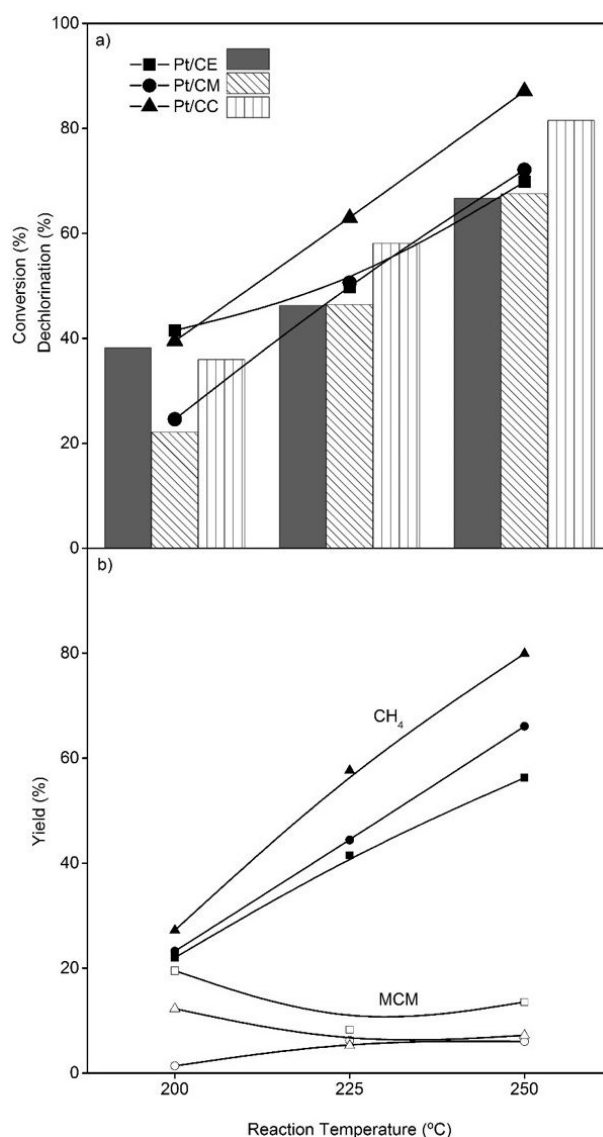 100
a)
Pt/CE
Pt/CM
Pt/CC
80
60
40
20
0
Conversion (%)
Dechlorination (%)
b)
80
60
40
20
0
Yield (%)
CH₄
MCM
200 225 250
Reaction Temperature (ºC)